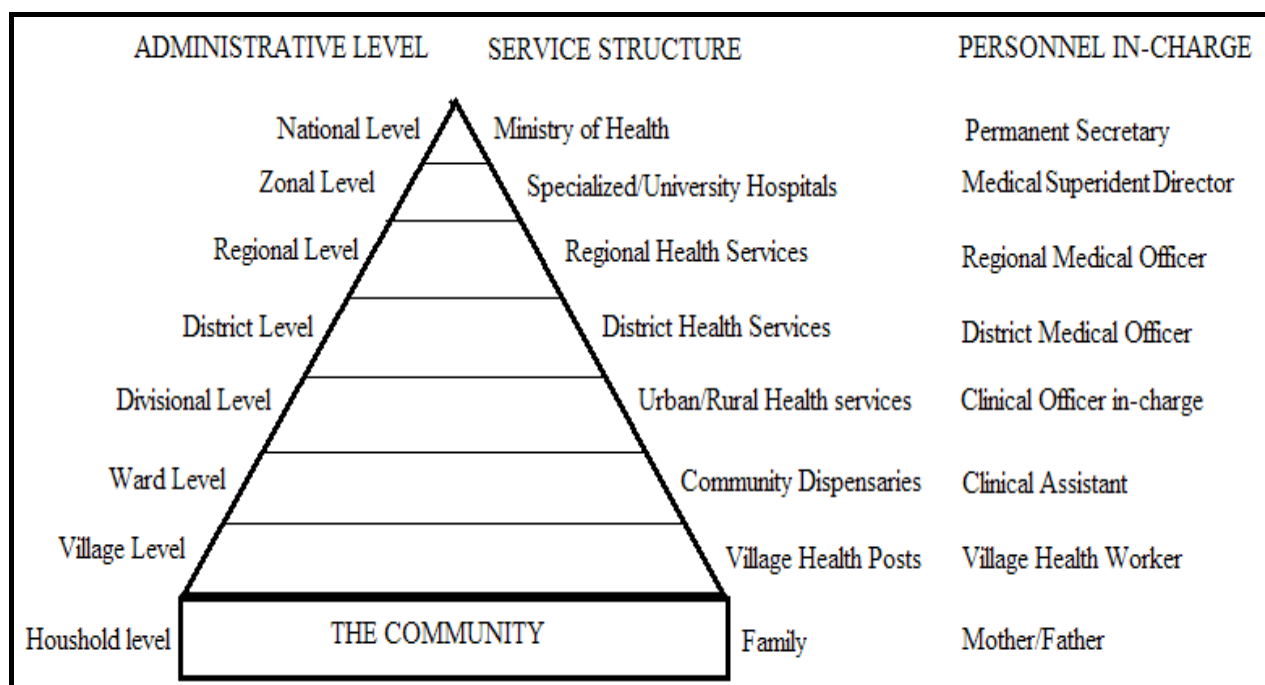 ADMINISTRATIVE LEVEL SERVICE STRUCTURE PERSONNEL IN-CHARGE
National Level Ministry of Health Permanent Secretary
Zonal Level Specialized/University Hospitals Medical Superident Director
Regional Level Regional Health Services Regional Medical Officer
District Level District Health Services District Medical Officer
Divisional Level Urban/Rural Health services Clinical Officer in-charge
Ward Level Community Dispensaries Clinical Assistant
Village Level Village Health Posts Village Health Worker
Houshold level THE COMMUNITY Family Mother/Father